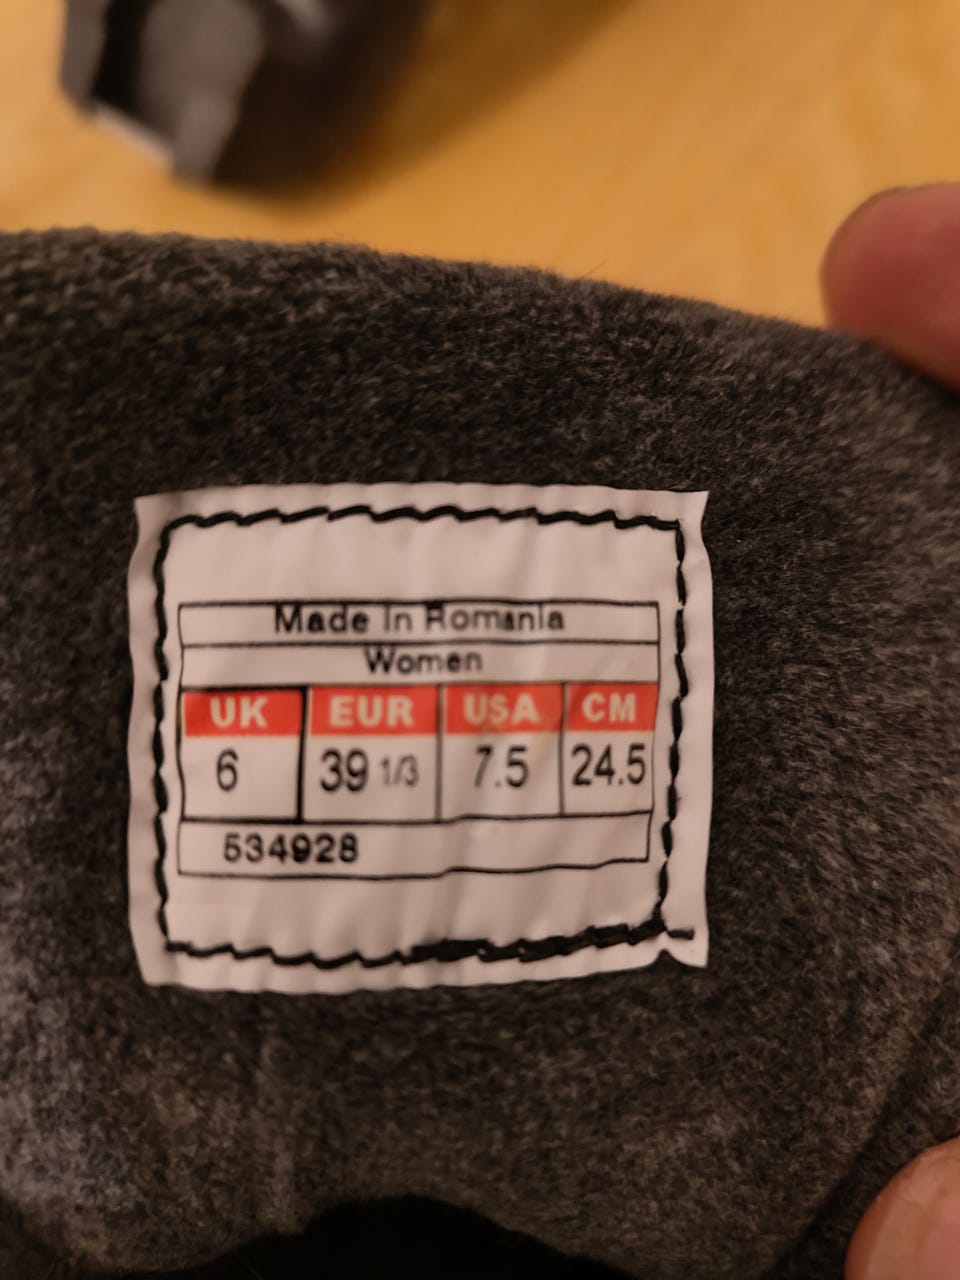 Made in Romania
Women
UK EUR USA CM
6 39 1/3 7.5 24.5
534928